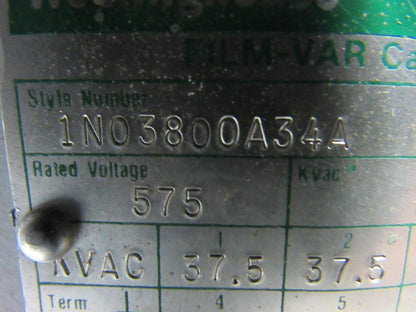 FILM-VAR Ca
Style Number
1N03800A34A
Rated Voltage Kvac
575
1 2
KVAC 37.5 37.5
Term. 4 5